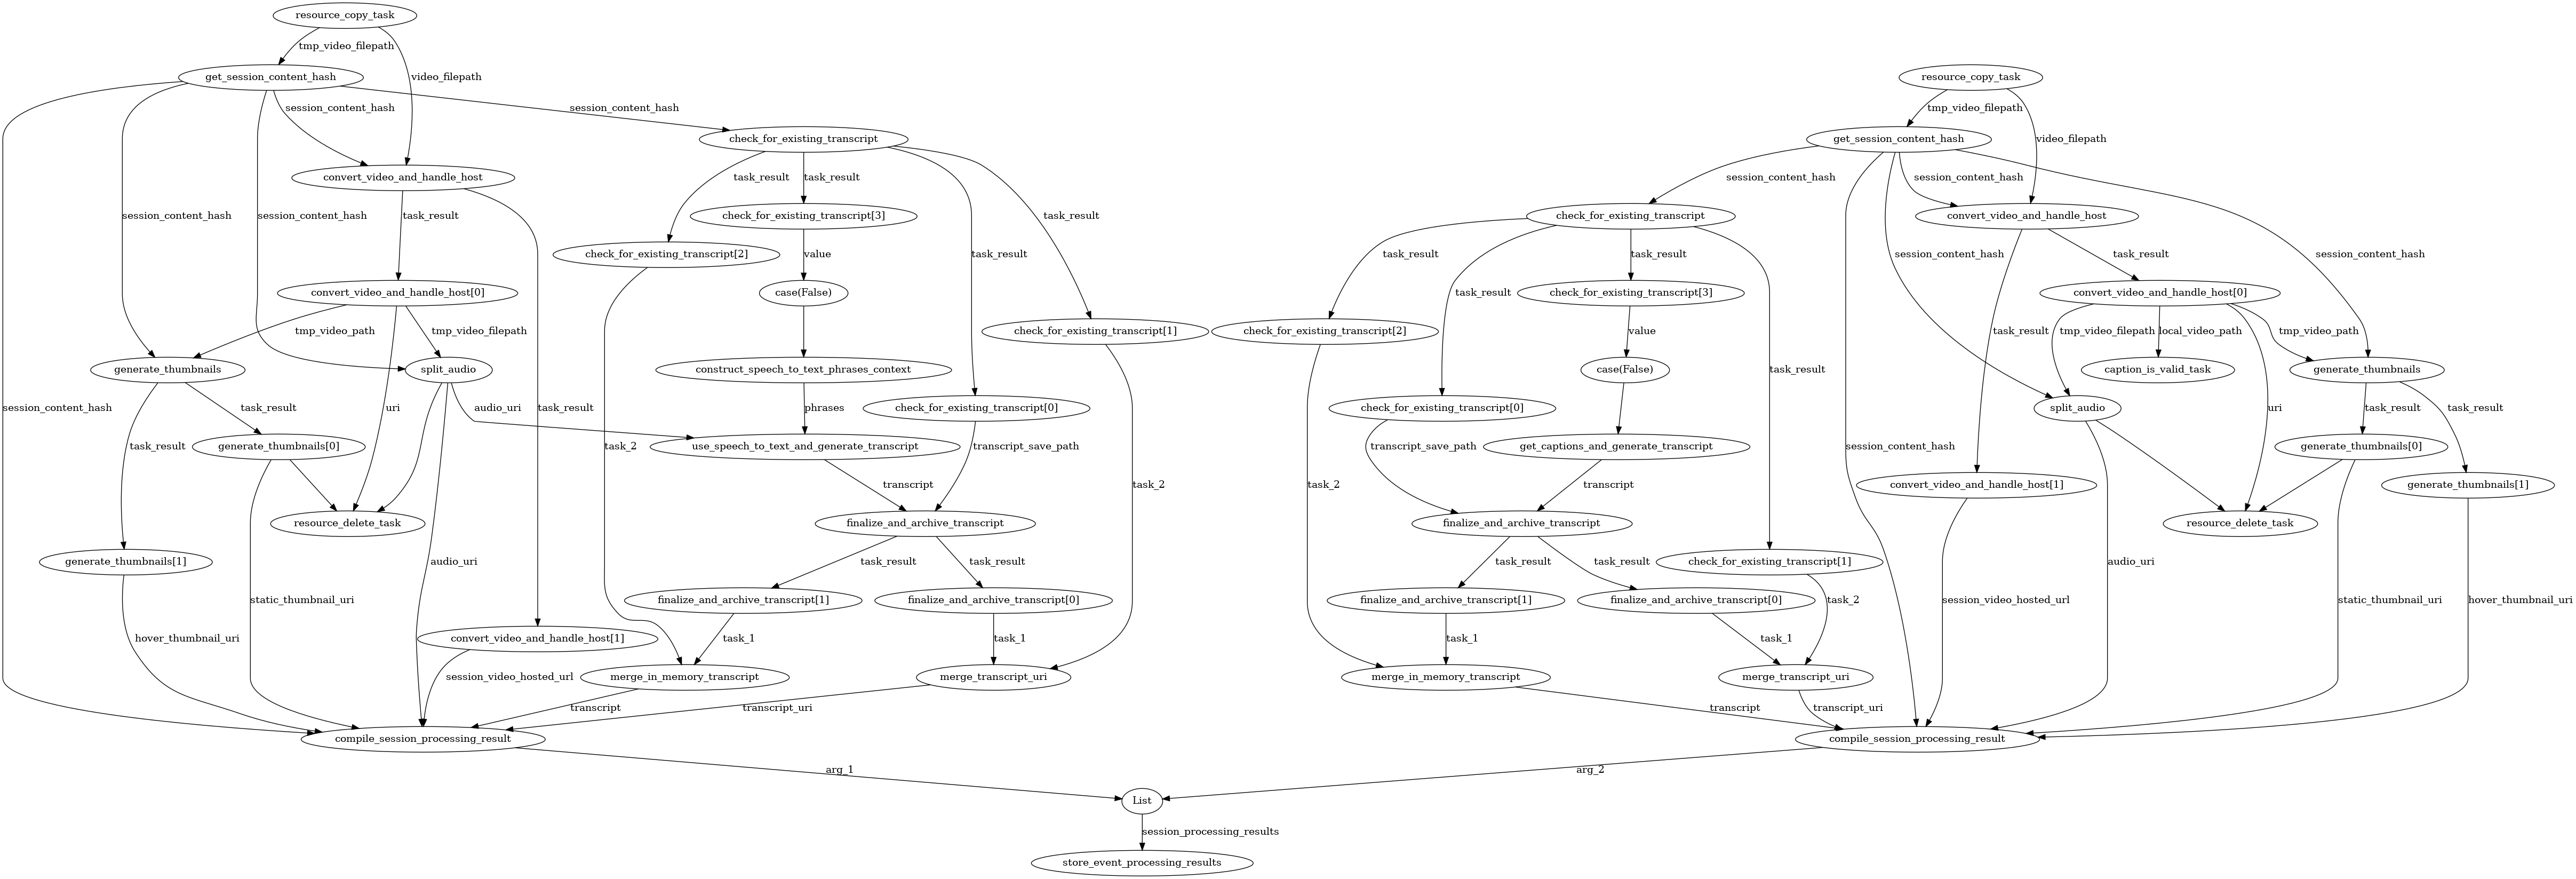 resource_copy_task
tmp_video_filepath
get_session_content_hash
video_filepath
resource_copy_task
session_content_hash
session_content_hash
tmp_video_filepath
check_for_existing_transcript
get_session_content_hash
video_filepath
convert_video_and_handle_host
task_result
task_result
session_content_hash
session_content_hash
session_content_hash
session_content_hash
task_result
check_for_existing_transcript[3]
task_result
check_for_existing_transcript
convert_video_and_handle_host
check_for_existing_transcript[2]
value
task_result
task_result
task_result
session_content_hash
task_result
session_content_hash
convert_video_and_handle_host[0]
case(False)
task_result
check_for_existing_transcript[3]
convert_video_and_handle_host[0]
tmp_video_path
tmp_video_filepath
check_for_existing_transcript[1]
check_for_existing_transcript[2]
value
task_result
tmp_video_filepath
local_video_path
tmp_video_path
generate_thumbnails
split_audio
construct_speech_to_text_phrases_context
case(False)
task_result
caption_is_valid_task
generate_thumbnails
session_content_hash
task_result
uri
audio_uri
task_result
phrases
check_for_existing_transcript[0]
check_for_existing_transcript[0]
split_audio
uri
task_result
task_result
task_result
generate_thumbnails[0]
task_2
use_speech_to_text_and_generate_transcript
transcript_save_path
transcript_save_path
get_captions_and_generate_transcript
session_content_hash
generate_thumbnails[0]
transcript
task_2
task_2
transcript
convert_video_and_handle_host[1]
generate_thumbnails[1]
resource_delete_task
finalize_and_archive_transcript
finalize_and_archive_transcript
resource_delete_task
generate_thumbnails[1]
audio_uri
task_result
task_result
task_result
task_result
check_for_existing_transcript[1]
audio_uri
static_thumbnail_uri
finalize_and_archive_transcript[1]
finalize_and_archive_transcript[0]
finalize_and_archive_transcript[1]
finalize_and_archive_transcript[0]
task_2
session_video_hosted_url
static_thumbnail_uri
hover_thumbnail_uri
hover_thumbnail_uri
convert_video_and_handle_host[1]
task_1
task_1
task_1
task_1
session_video_hosted_url
merge_in_memory_transcript
merge_transcript_uri
merge_in_memory_transcript
merge_transcript_uri
transcript
transcript_uri
transcript
transcript_uri
compile_session_processing_result
compile_session_processing_result
arg_1
arg_2
List
session_processing_results
store_event_processing_results